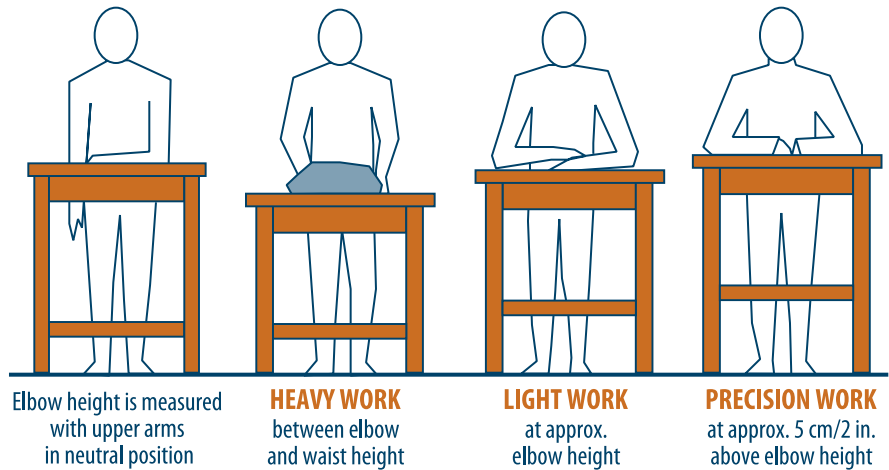 Elbow height is measured
with upper arms
in neutral position
HEAVY WORK
between elbow
and waist height
LIGHT WORK
at approx.
elbow height
PRECISION WORK
at approx. 5 cm/2 in.
above elbow height